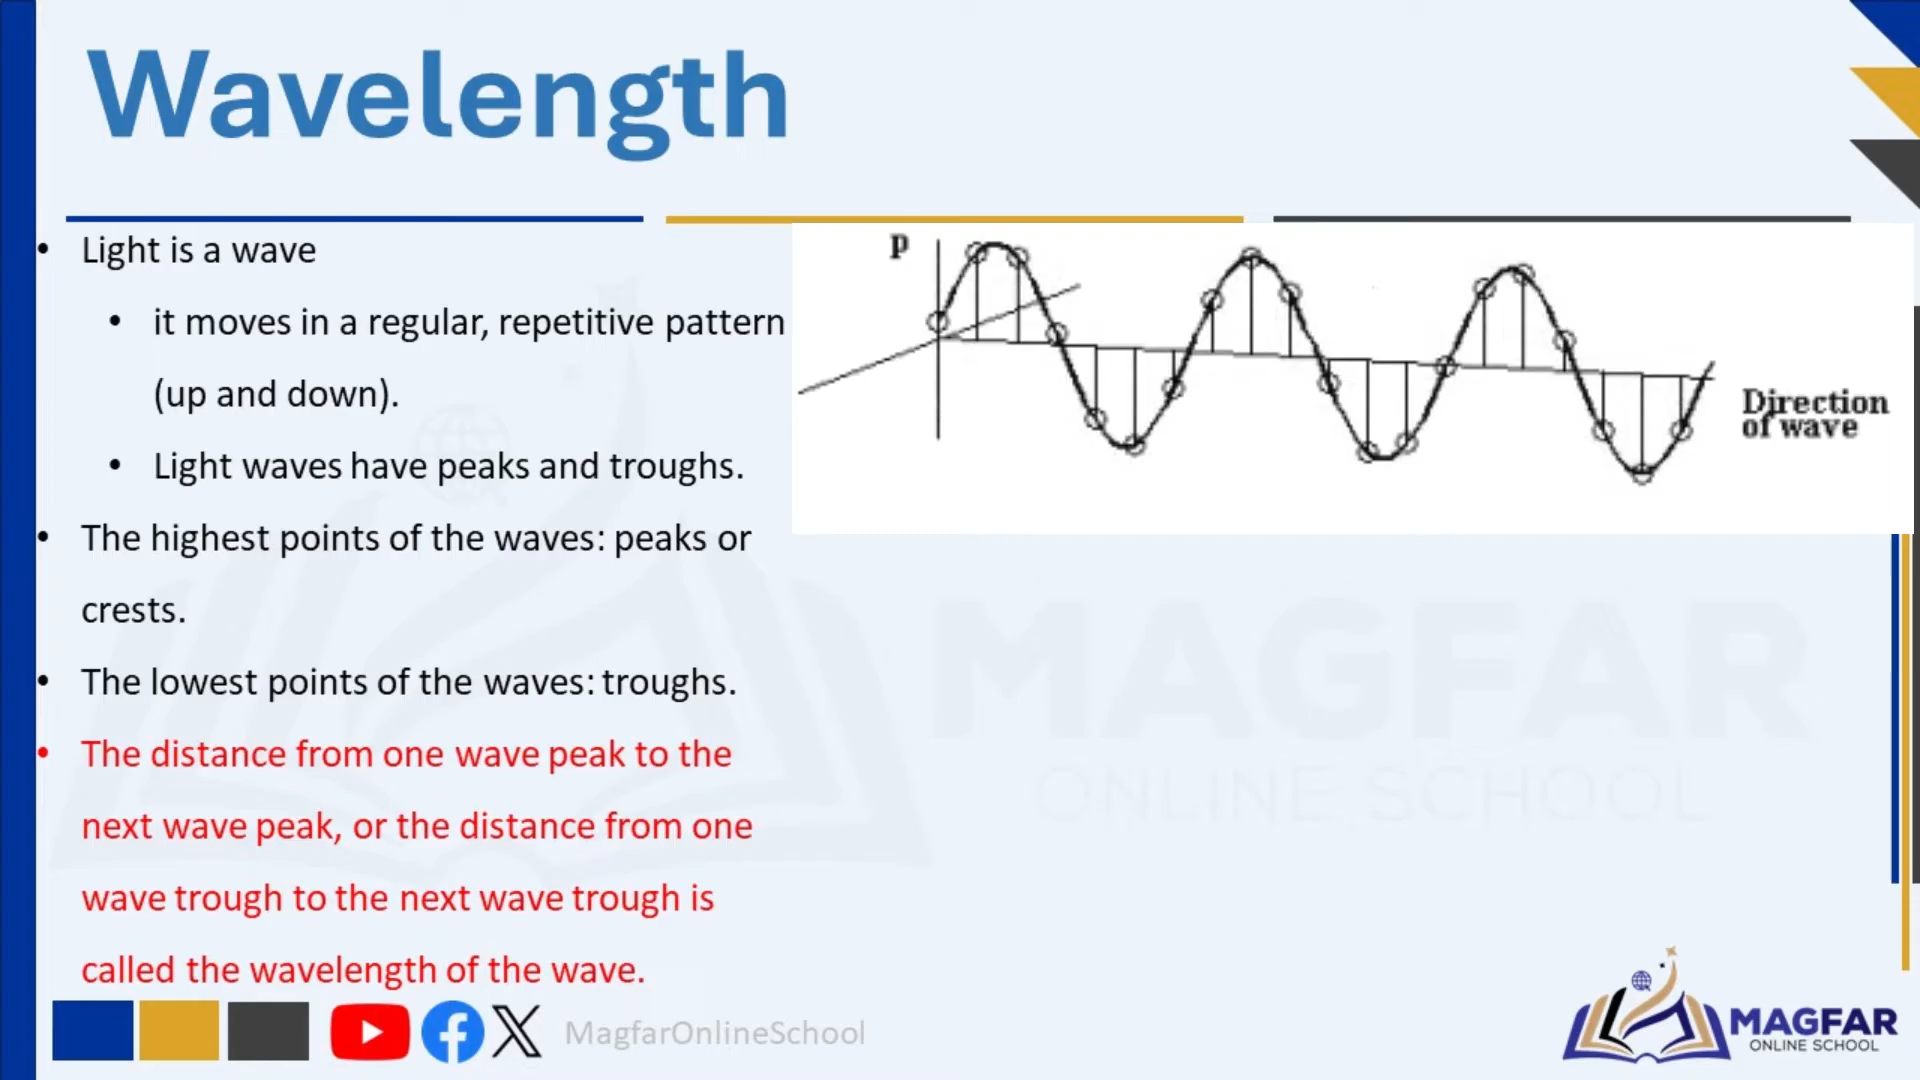 Wavelength
• Light is a wave
• it moves in a regular, repetitive pattern
(up and down).
• Light waves have peaks and troughs.
• The highest points of the waves: peaks or
crests.
• The lowest points of the waves: troughs.
• The distance from one wave peak to the
next wave peak, or the distance from one
wave trough to the next wave trough is
called the wavelength of the wave.
P
Direction
of wave
MAGFAR
ONLINE SCHOOL
MagfarOnlineSchool
MAGFAR
ONLINE SCHOOL